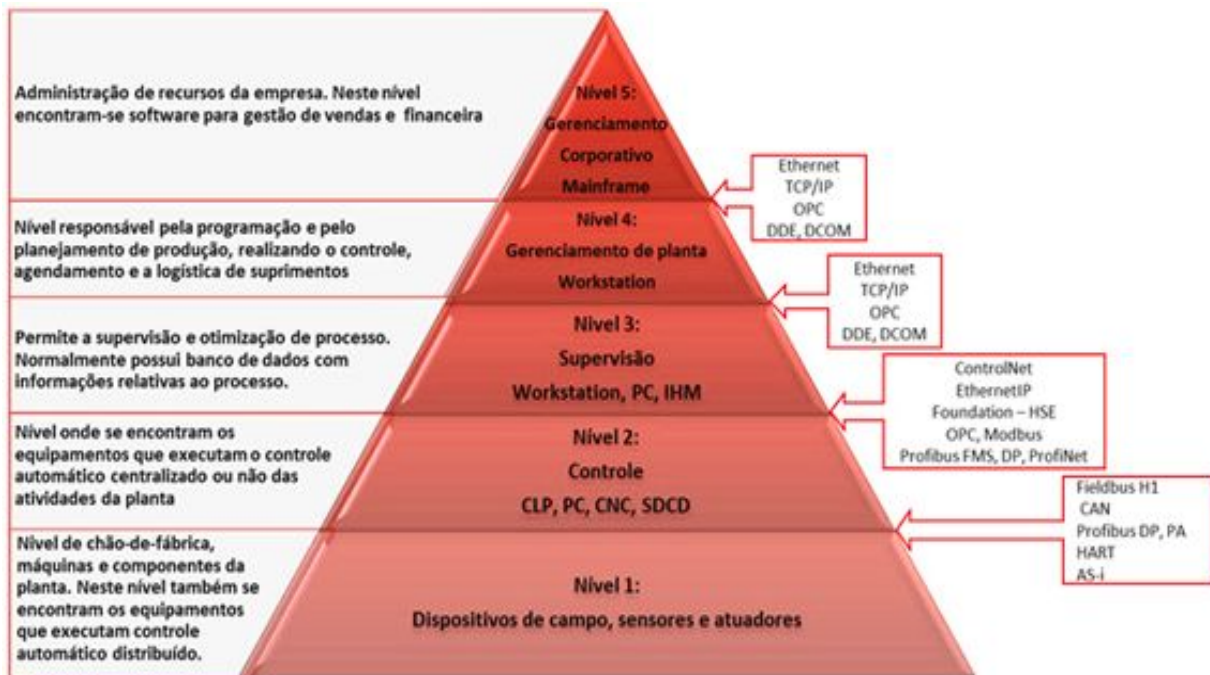 Administração de recursos da empresa. Neste nível
encontram-se software para gestão de vendas e financeira
Nível 5:
Gerenciamento
Corporativo
Mainframe
Ethernet
TCP/IP
OPC
DDE, DCOM
Nível responsável pela programação e pelo
planejamento de produção, realizando o controle,
agendamento e a logística de suprimentos
Nível 4:
Gerenciamento de planta
Workstation
Ethernet
TCP/IP
OPC
DDE, DCOM
Permite a supervisão e otimização de processo.
Normalmente possui banco de dados com
informações relativas ao processo.
Nivel 3:
Supervisão
Workstation, PC, IHM
ControlNet
EthernetIP
Foundation – HSE
OPC, Modbus
Profibus FMS, DP, ProfiNet
Nível onde se encontram os
equipamentos que executam o controle
automático centralizado ou não das
atividades da planta
Nível 2:
Controle
CLP, PC, CNC, SDCD
Fieldbus H1
CAN
Profibus DP, PA
HART
AS-i
Nível de chão-de-fábrica,
máquinas e componentes da
planta. Neste nível também se
encontram os equipamentos
que executam controle
automático distribuído.
Nível 1:
Dispositivos de campo, sensores e atuadores